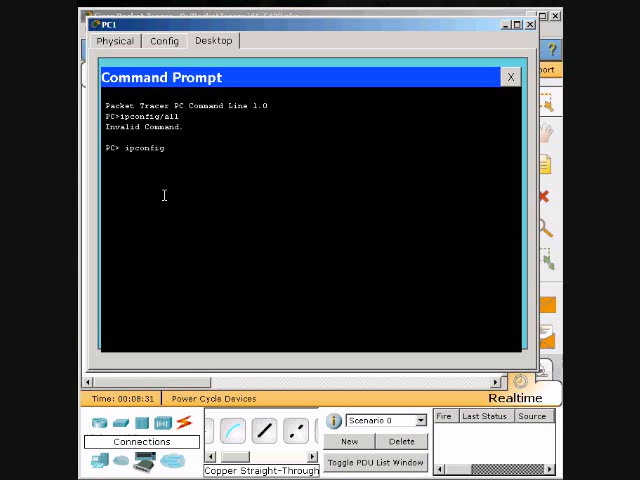 PC1
Physical
Config
Desktop
Command Prompt
X
Packet Tracer PC Command Line 1.0
PC>ipconfig/all
Invalid Command.
PC> ipconfig
?
port
Time: 00:08:31
Power Cycle Devices
Realtime
Connections
Copper Straight-Through
i
Scenario 0
New
Delete
Toggle PDU List Window
Fire
Last Status
Source